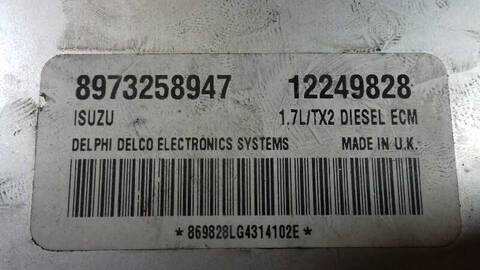 8973258947 12249828
ISUZU 1.7L/TX2 DIESEL ECM
DELPHI DELCO ELECTRONICS SYSTEMS MADE IN U.K.
* 869828LG4314102E *